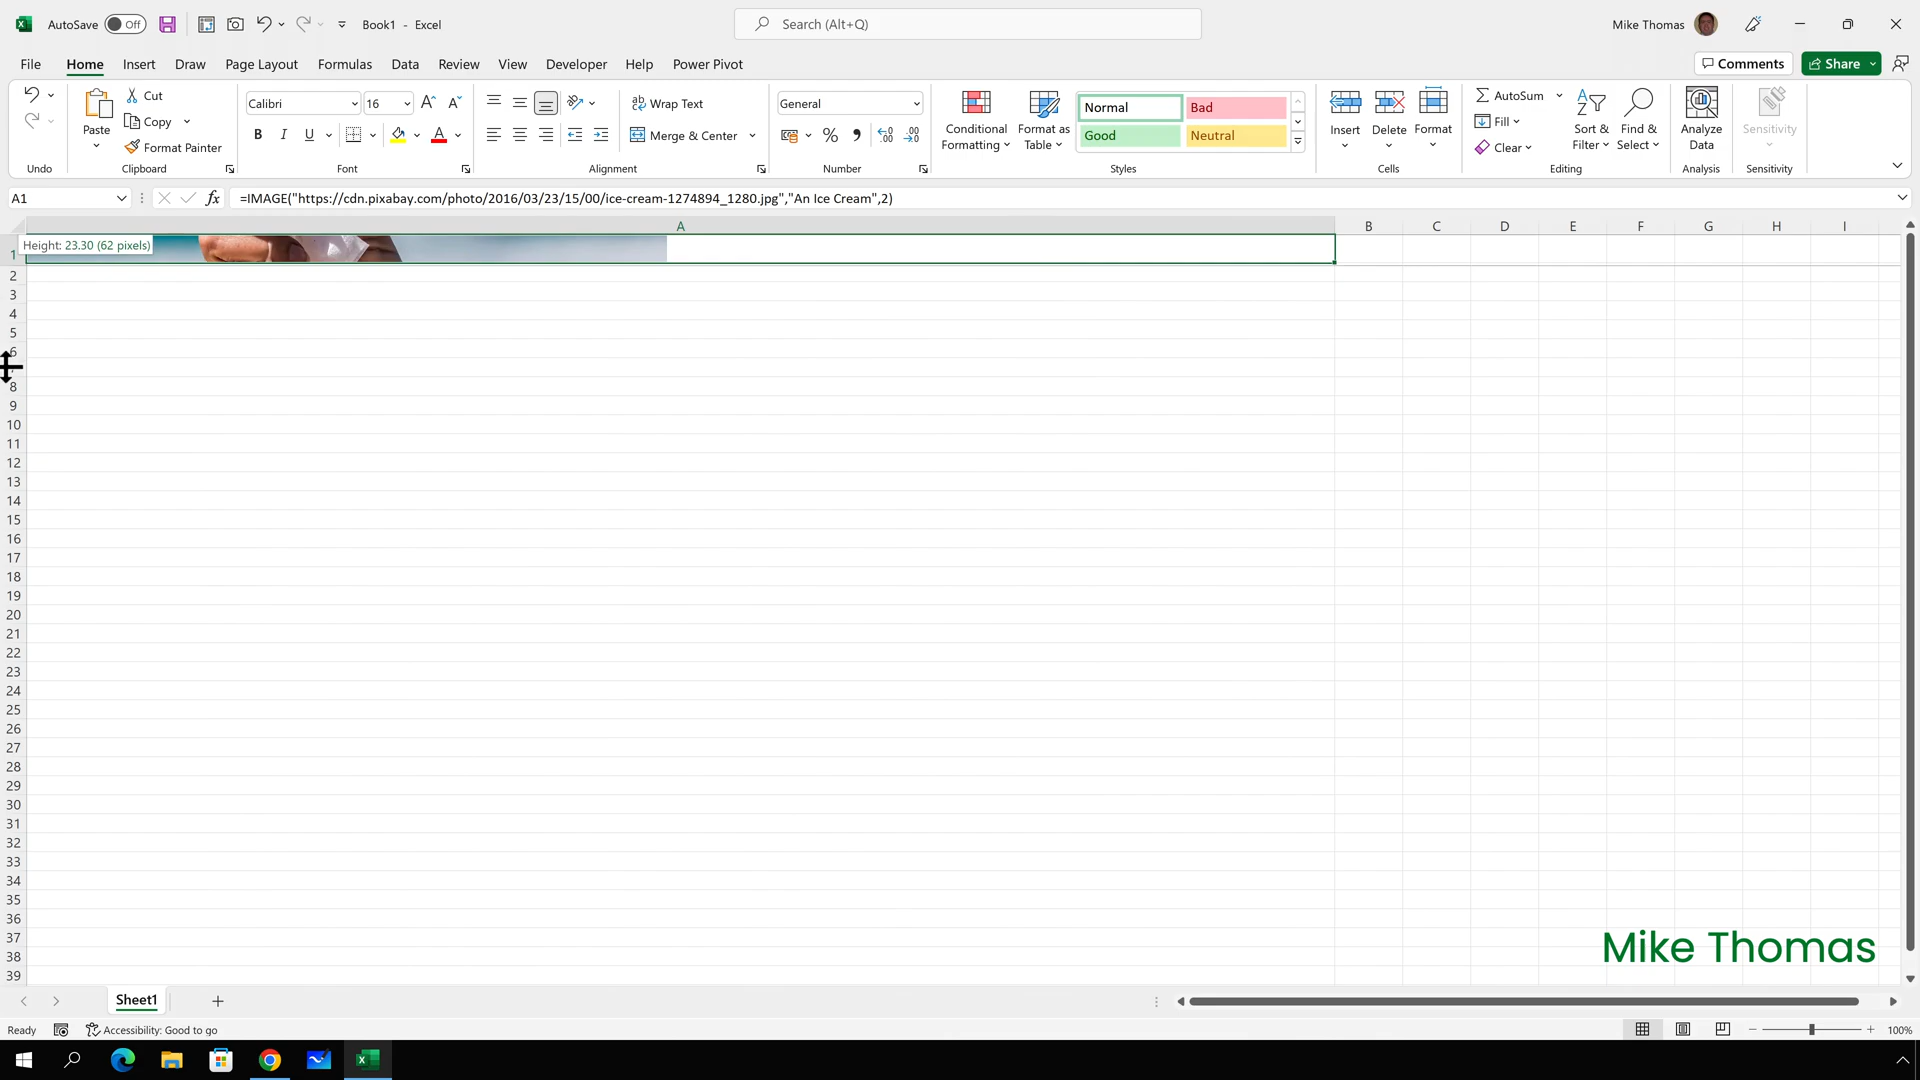 AutoSave Off Book1 - Excel Search (Alt+Q) Mike Thomas
File Home Insert Draw Page Layout Formulas Data Review View Developer Help Power Pivot Comments Share
Undo
Paste Cut
Copy
Format Painter
Clipboard
Calibri 16
B I U A
Font
Wrap Text
Merge & Center
Alignment
General
% , .00 .00
Number
Conditional Formatting
Format as Table
Normal Bad
Good Neutral
Styles
Insert Delete Format
Cells
AutoSum
Fill
Clear
Sort & Filter
Find & Select
Editing
Analyze Data
Analysis
Sensitivity
Sensitivity
A1 fx =IMAGE("https://cdn.pixabay.com/photo/2016/03/23/15/00/ice-cream-1274894_1280.jpg","An Ice Cream",2)
A B C D E F G H I
Height: 23.30 (62 pixels)
1
2
3
4
5
6
8
9
10
11
12
13
14
15
16
17
18
19
20
21
22
23
24
25
26
27
28
29
30
31
32
33
34
35
36
37
38
39
Mike Thomas
Sheet1
Ready Accessibility: Good to go 100%